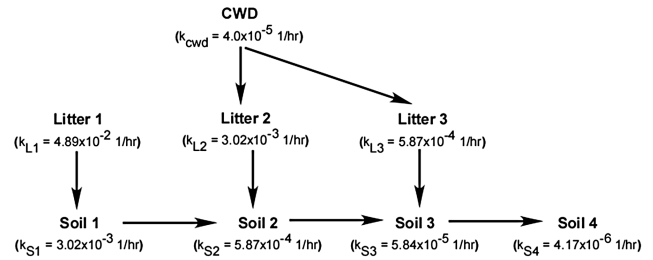 CWD
(k_cwd = 4.0x10^-5 1/hr)
Litter 1 Litter 2 Litter 3
(k_L1 = 4.89x10^-2 1/hr) (k_L2 = 3.02x10^-3 1/hr) (k_L3 = 5.87x10^-4 1/hr)
Soil 1 Soil 2 Soil 3 Soil 4
(k_S1 = 3.02x10^-3 1/hr) (k_S2 = 5.87x10^-4 1/hr) (k_S3 = 5.84x10^-5 1/hr) (k_S4 = 4.17x10^-6 1/hr)